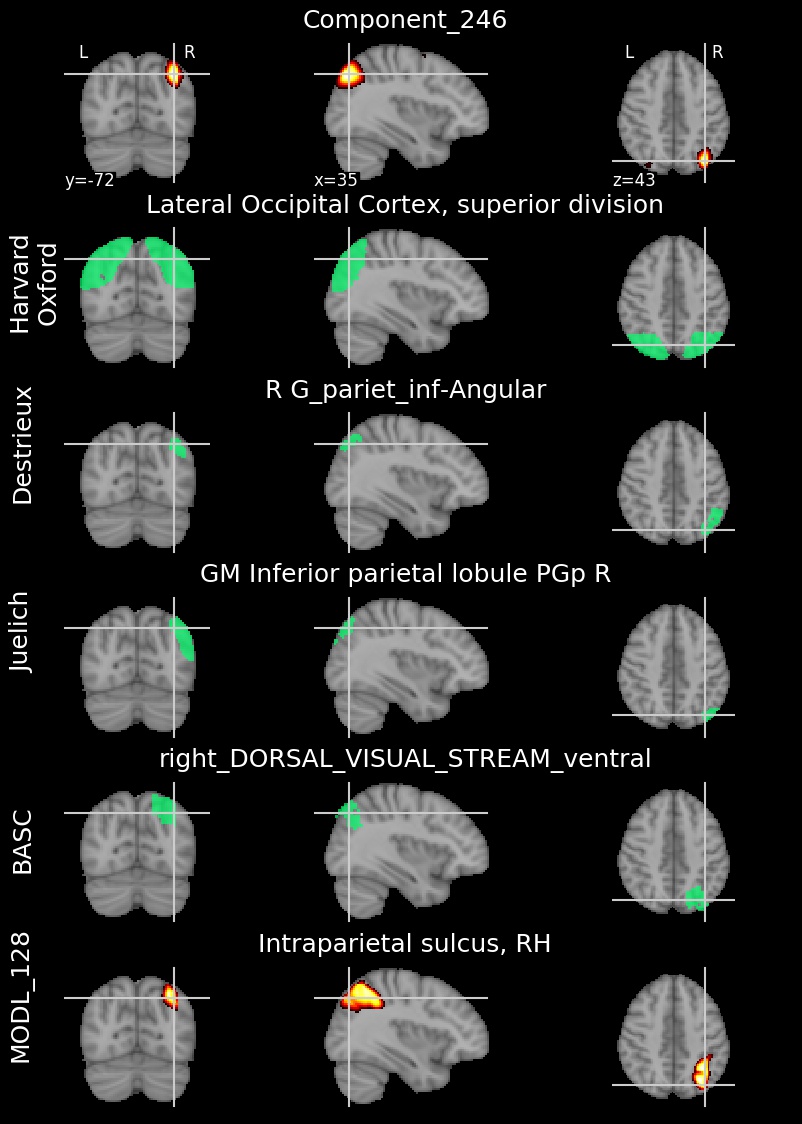 Component_246
L R
L R
y=-72
x=35
z=43
Lateral Occipital Cortex, superior division
Harvard
Oxford
R G_pariet_inf-Angular
Destrieux
GM Inferior parietal lobule PGp R
Juelich
right_DORSAL_VISUAL_STREAM_ventral
BASC
Intraparietal sulcus, RH
MODL_128